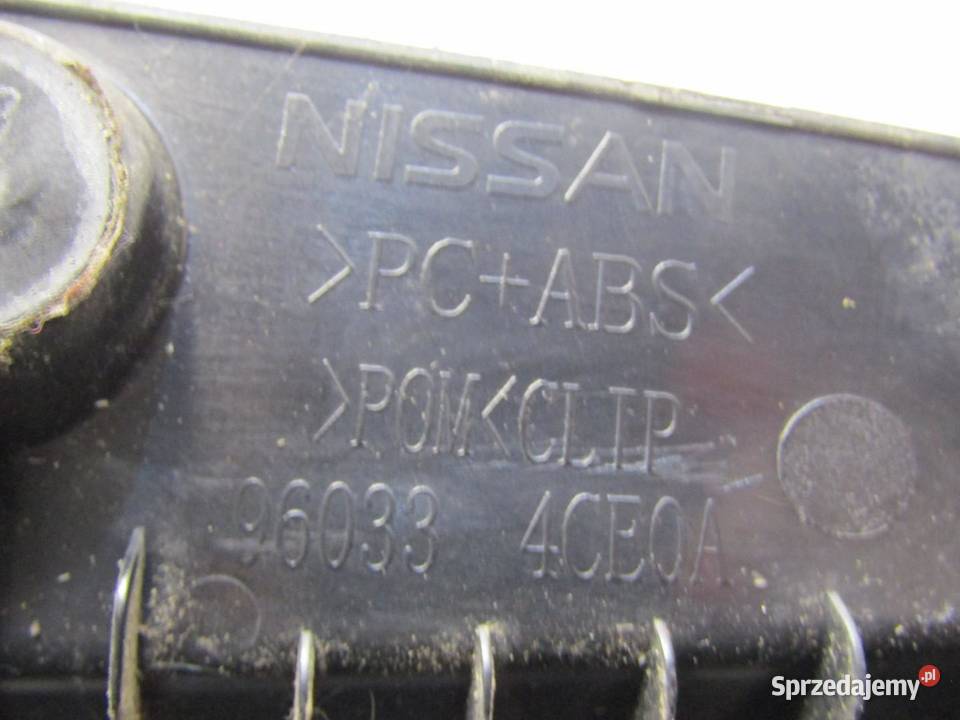 NISSAN
>PC+ABS<
>POM<CLIP
96033 4CE0A
Sprzedajemy.pl